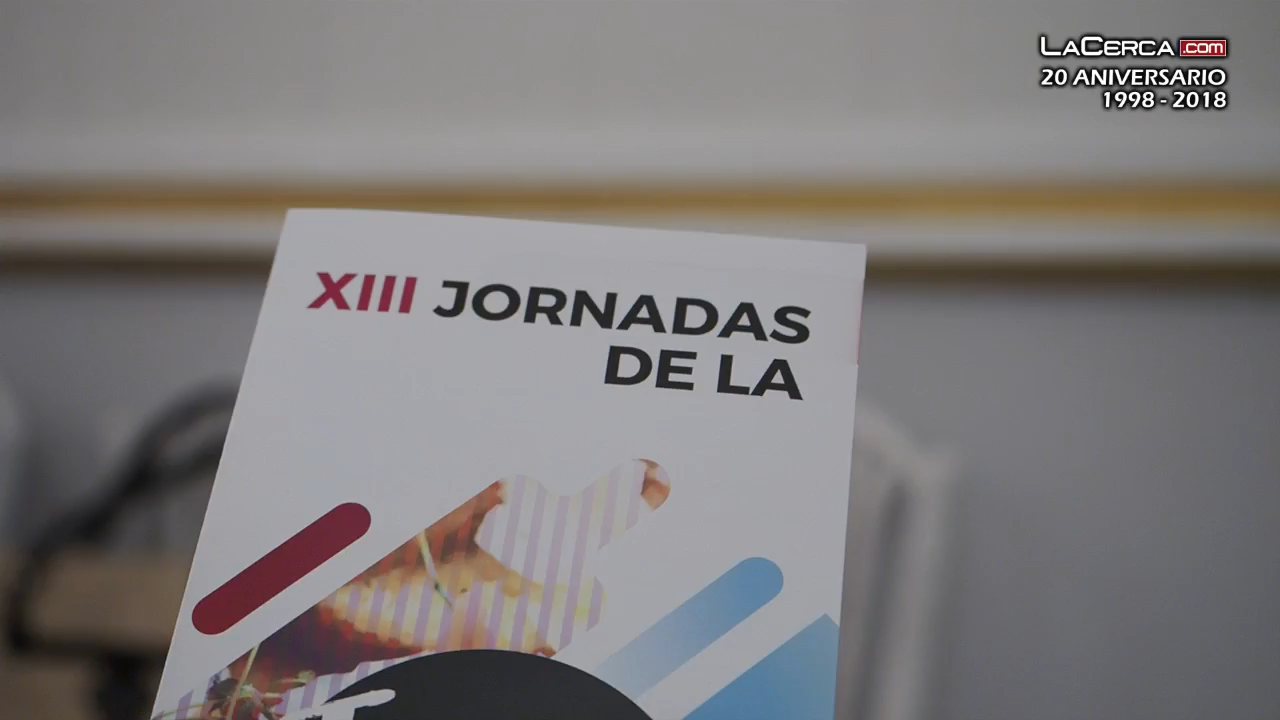 LACERCA.COM
20 ANIVERSARIO
1998 - 2018
XIII JORNADAS
DE LA